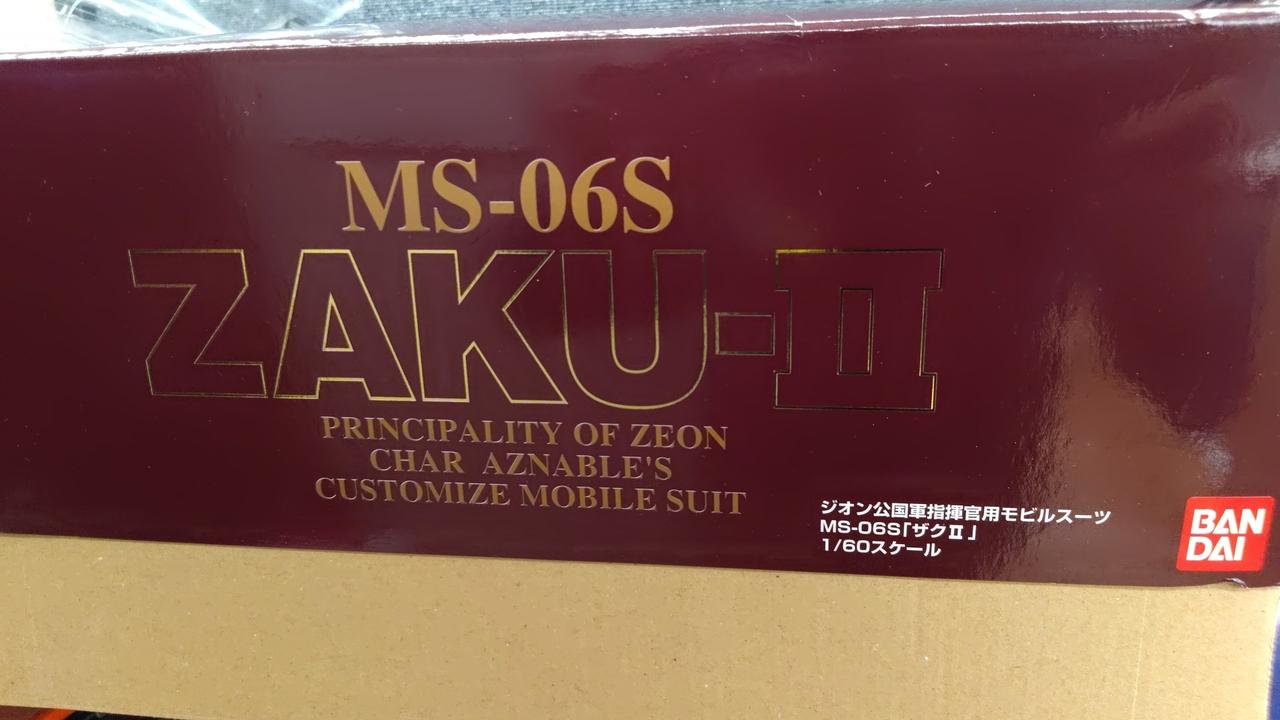 MS-06S
ZAKU-II
PRINCIPALITY OF ZEON
CHAR AZNABLE'S
CUSTOMIZE MOBILE SUIT
ジオン公国軍指揮官用モビルスーツ
MS-06S「ザクⅡ」
1/60スケール
BAN
DAI